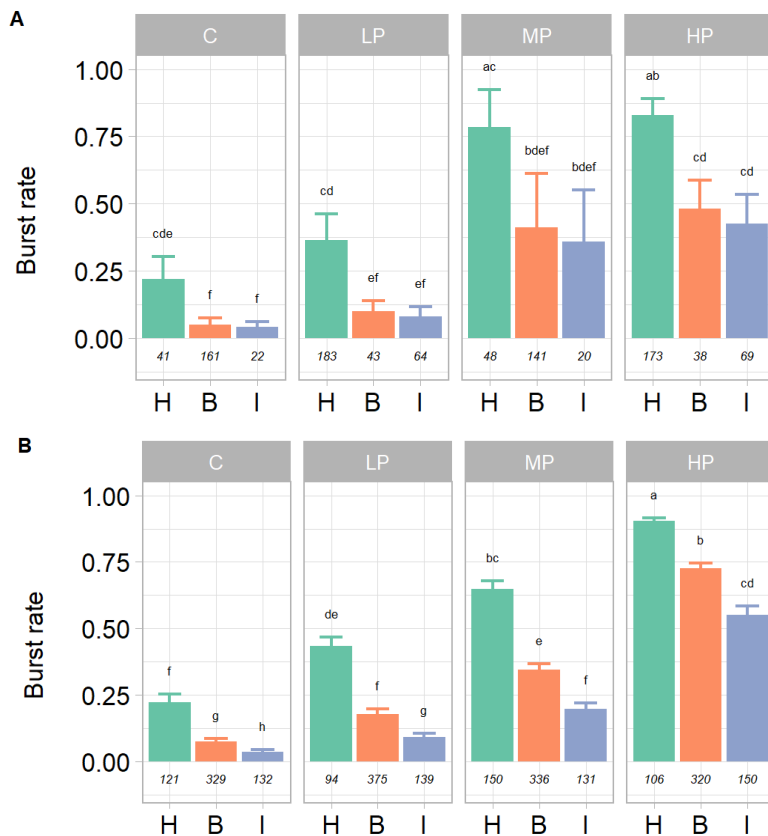 A
C LP MP HP
Burst rate
1.00
0.75
0.50
0.25
0.00
cde f f
cd ef ef
ac bdef bdef
ab cd cd
41 161 22 183 43 64 48 141 20 173 38 69
H B I H B I H B I H B I
B
C LP MP HP
Burst rate
1.00
0.75
0.50
0.25
0.00
f g h
de f g
bc e f
a b cd
121 329 132 94 375 139 150 336 131 106 320 150
H B I H B I H B I H B I